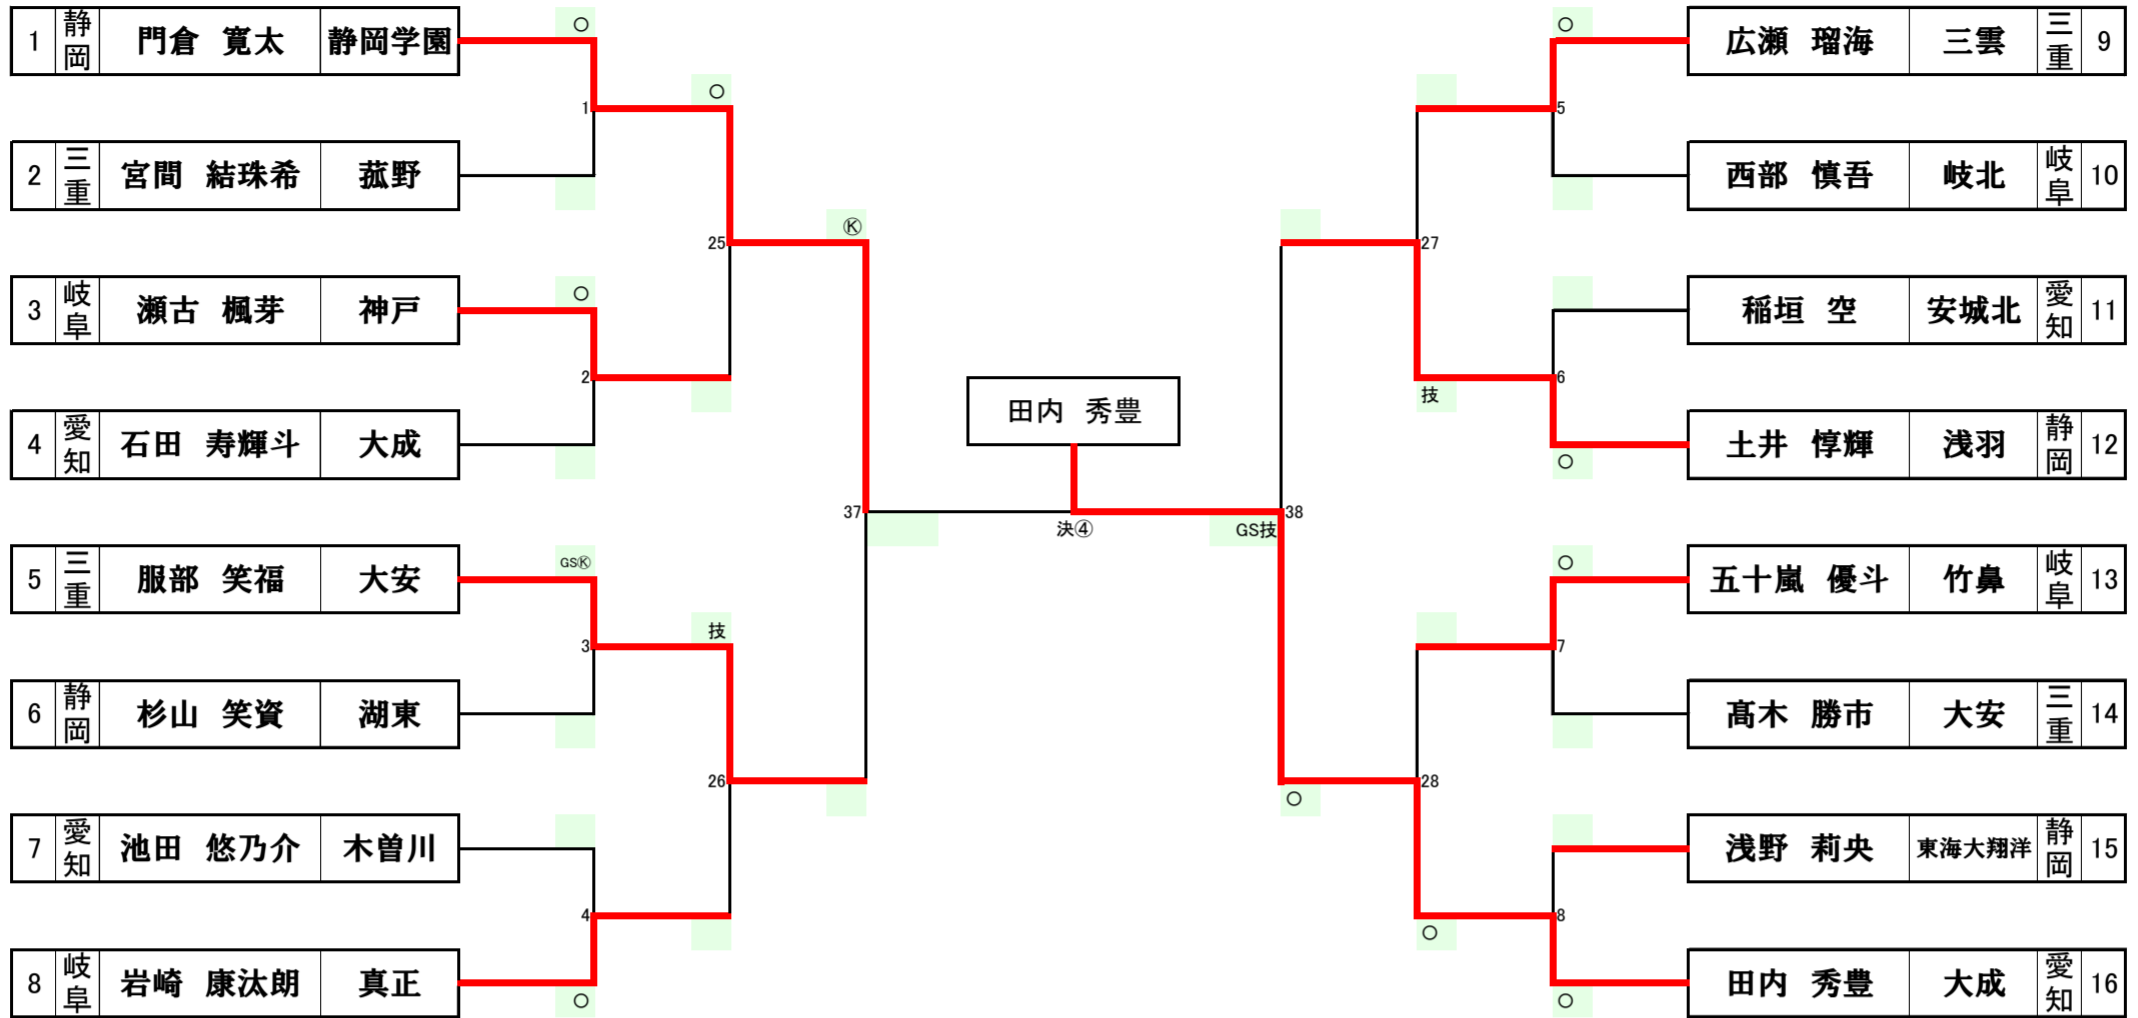 1 静岡 門倉 寛太 静岡学園
2 三重 宮間 結珠希 菰野
3 岐阜 瀬古 楓芽 神戸
4 愛知 石田 寿輝斗 大成
5 三重 服部 笑福 大安
6 静岡 杉山 笑資 湖東
7 愛知 池田 悠乃介 木曽川
8 岐阜 岩崎 康汰朗 真正
○
1
○
2
GSⓀ
3
4
○
○
25
技
26
Ⓚ
37
田内 秀豊
決④
GS技
38
27
技
28
○
○
○
5
6
○
○
7
8
○
広瀬 瑠海 三雲 三重 9
西部 慎吾 岐北 岐阜 10
稲垣 空 安城北 愛知 11
土井 惇輝 浅羽 静岡 12
五十嵐 優斗 竹鼻 岐阜 13
髙木 勝市 大安 三重 14
浅野 莉央 東海大翔洋 静岡 15
田内 秀豊 大成 愛知 16